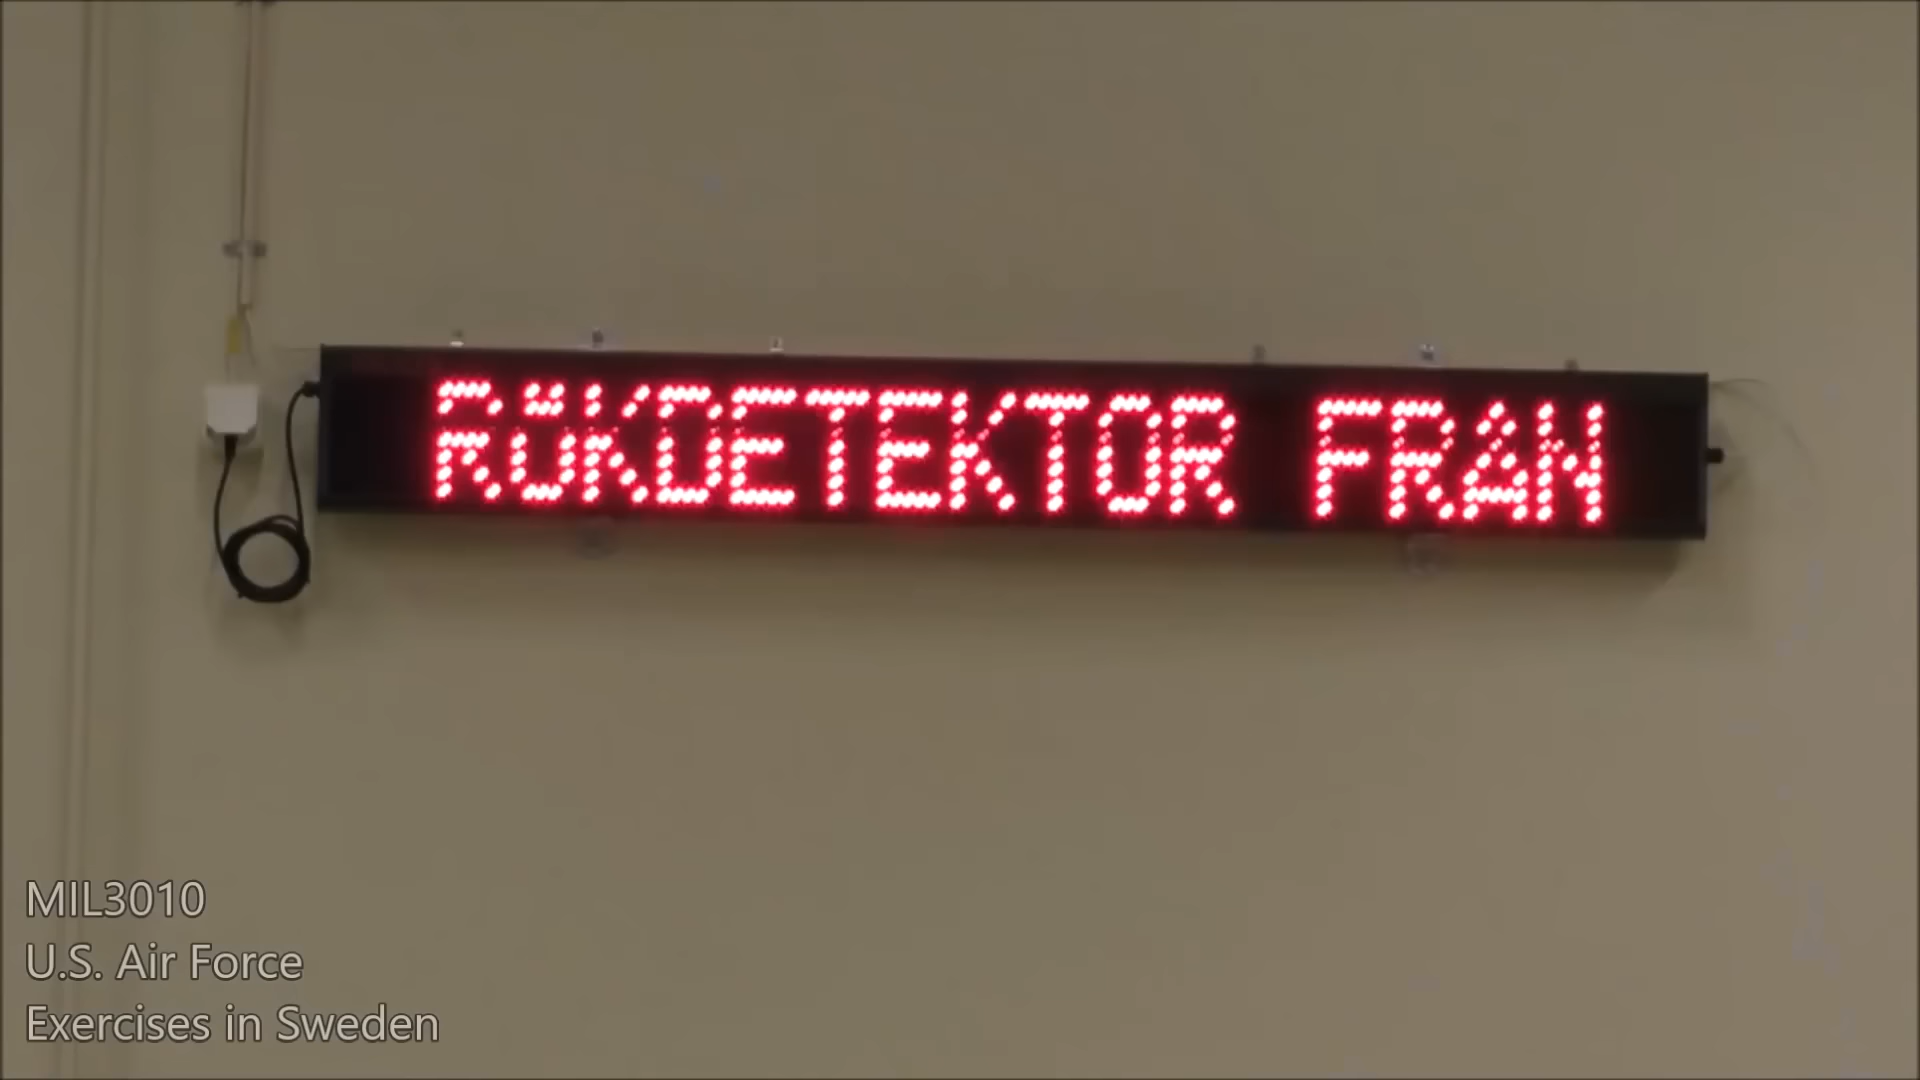 RÖKDETEKTOR FRÅN
MIL3010
U.S. Air Force
Exercises in Sweden